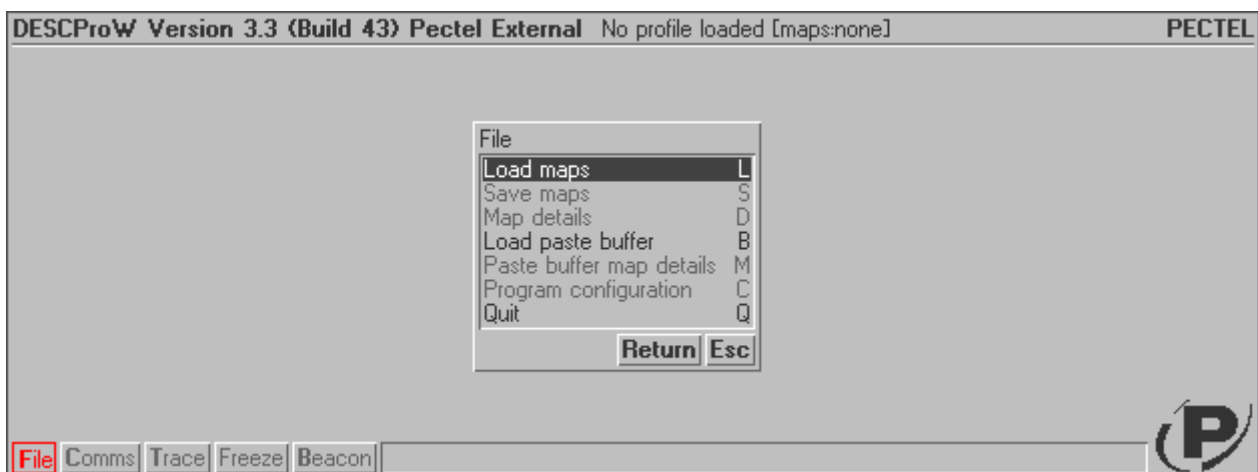 DESCProW Version 3.3 (Build 43) Pectel External No profile loaded [maps:none] PECTEL
File
Load maps L
Save maps S
Map details D
Load paste buffer B
Paste buffer map details M
Program configuration C
Quit Q
Return Esc
P
File Comms Trace Freeze Beacon